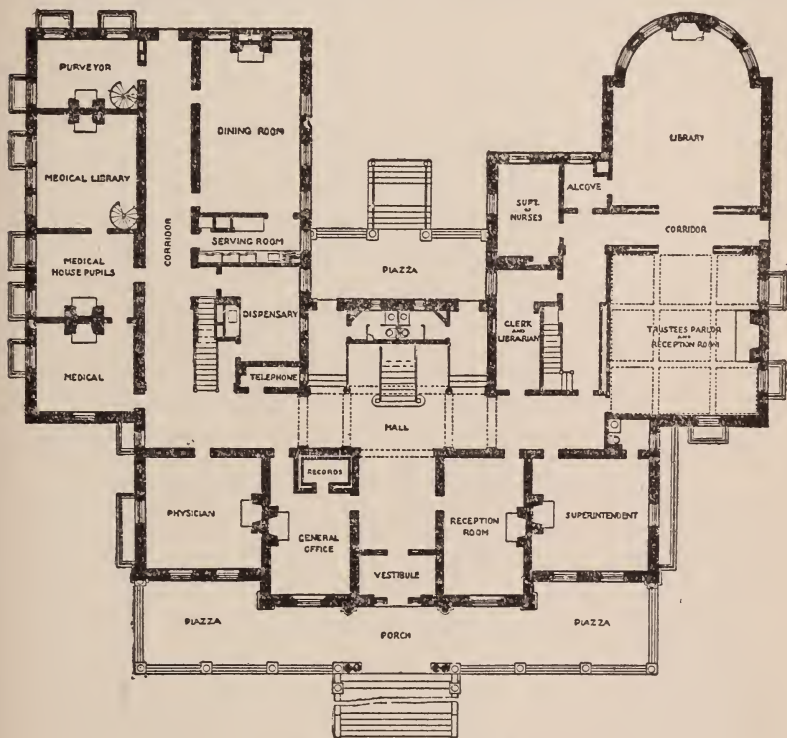 PURVEYOR
DINING ROOM
LIBRARY
MEDICAL LIBRARY
ALCOVE
SUPT.
OF
NURSES
CORRIDOR
SERVING ROOM
CORRIDOR
MEDICAL
HOUSE PUPILS
PIAZZA
DISPENSARY
CLERK
AND
LIBRARIAN
TRUSTEES PARLOR
AND
RECEPTION ROOM
MEDICAL
TELEPHONE
HALL
RECORDS
PHYSICIAN
GENERAL
OFFICE
RECEPTION
ROOM
SUPERINTENDENT
VESTIBULE
PIAZZA
PORCH
PIAZZA